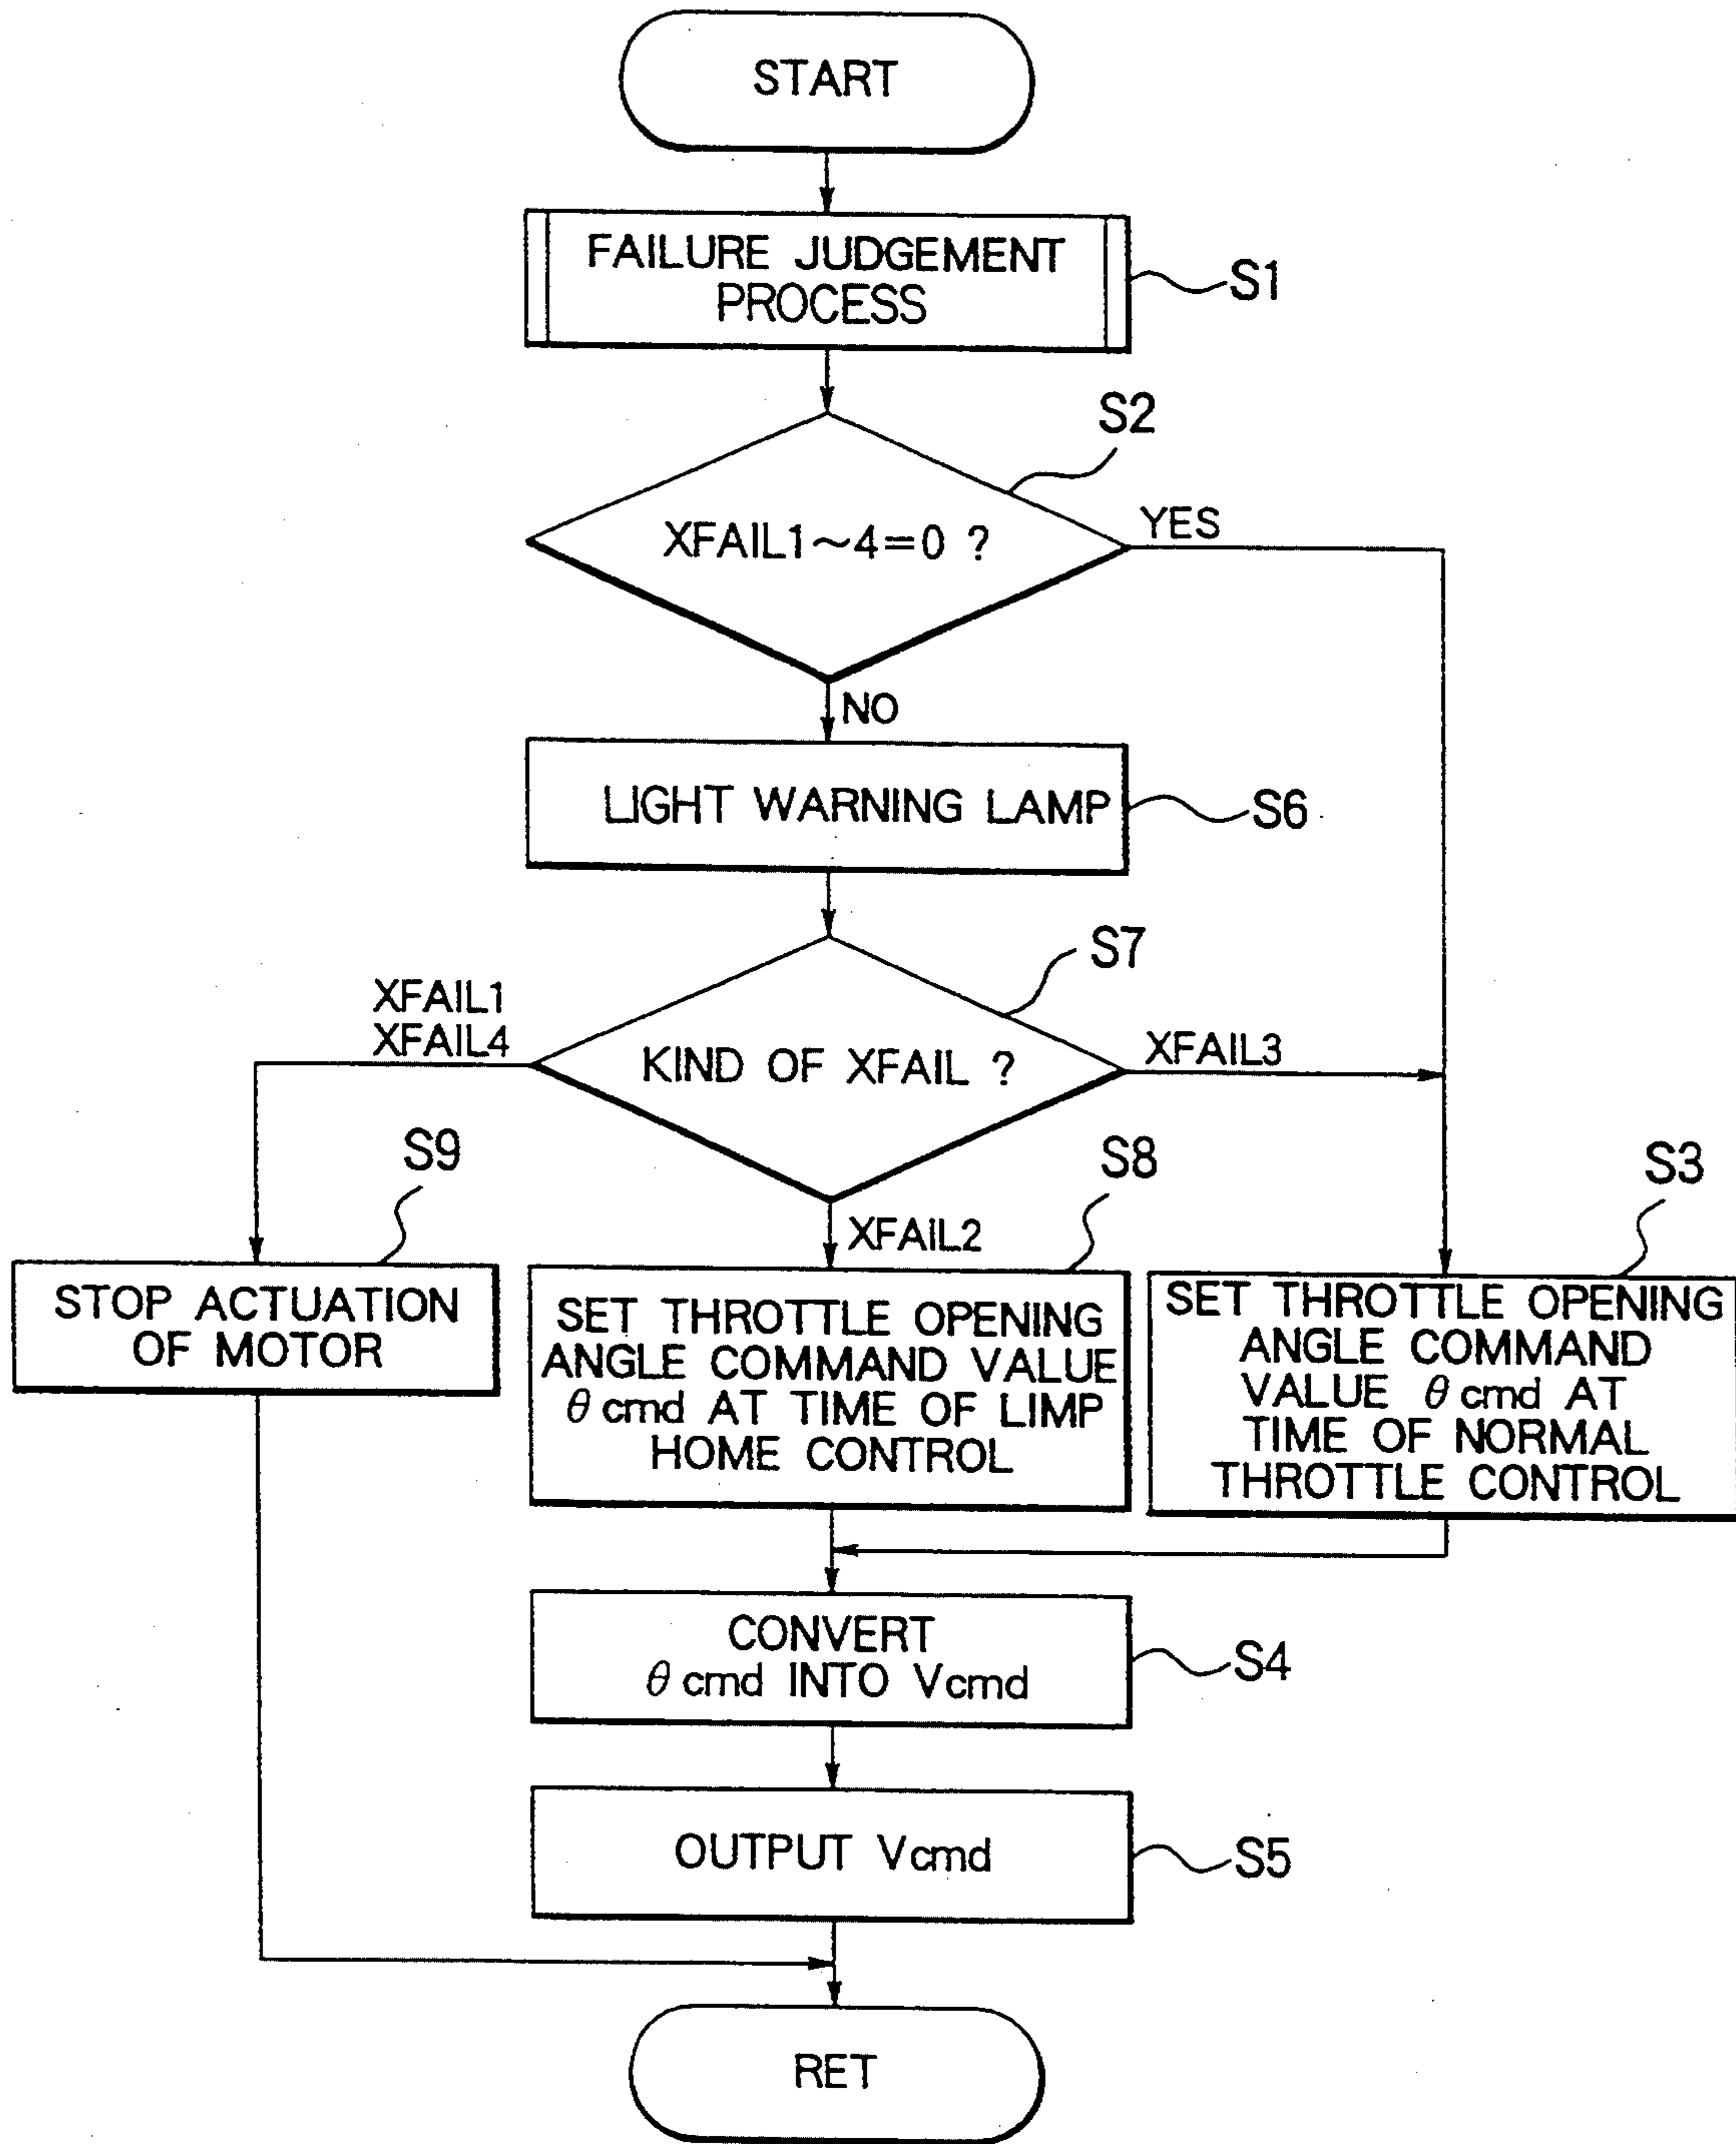 START
FAILURE JUDGEMENT
PROCESS
S1
S2
XFAIL1~4=0 ?
YES
NO
LIGHT WARNING LAMP
S6
S7
XFAIL1
XFAIL4
KIND OF XFAIL ?
XFAIL3
S9
S8
S3
XFAIL2
STOP ACTUATION
OF MOTOR
SET THROTTLE OPENING
ANGLE COMMAND VALUE
θcmd AT TIME OF LIMP
HOME CONTROL
SET THROTTLE OPENING
ANGLE COMMAND
VALUE θcmd AT
TIME OF NORMAL
THROTTLE CONTROL
CONVERT
θcmd INTO Vcmd
S4
OUTPUT Vcmd
S5
RET